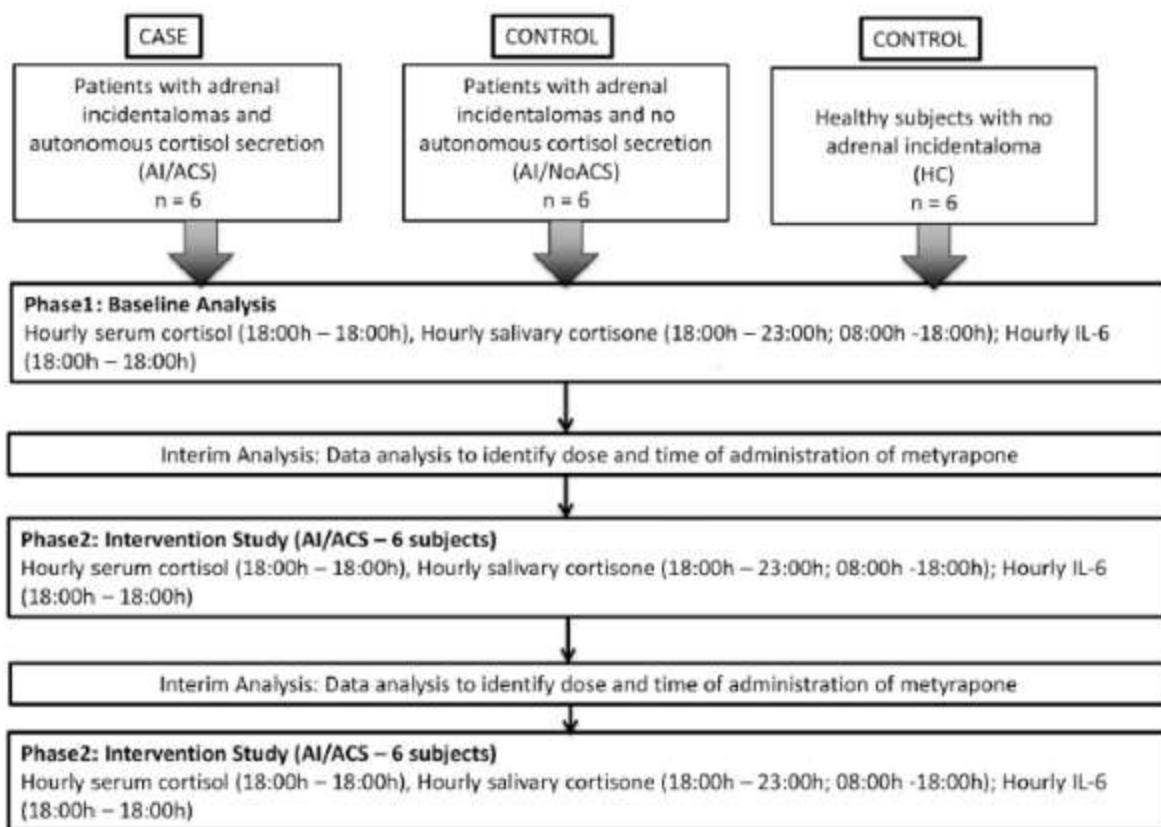 CASE
CONTROL
CONTROL
Patients with adrenal
incidentalomas and
autonomous cortisol secretion
(AI/ACS)
n = 6
Patients with adrenal
incidentalomas and no
autonomous cortisol secretion
(AI/NoACS)
n = 6
Healthy subjects with no
adrenal incidentaloma
(HC)
n = 6
Phase1: Baseline Analysis
Hourly serum cortisol (18:00h – 18:00h), Hourly salivary cortisone (18:00h – 23:00h; 08:00h -18:00h); Hourly IL-6
(18:00h – 18:00h)
Interim Analysis: Data analysis to identify dose and time of administration of metyrapone
Phase2: Intervention Study (AI/ACS – 6 subjects)
Hourly serum cortisol (18:00h – 18:00h), Hourly salivary cortisone (18:00h – 23:00h; 08:00h -18:00h); Hourly IL-6
(18:00h – 18:00h)
Interim Analysis: Data analysis to identify dose and time of administration of metyrapone
Phase2: Intervention Study (AI/ACS – 6 subjects)
Hourly serum cortisol (18:00h – 18:00h), Hourly salivary cortisone (18:00h – 23:00h; 08:00h -18:00h); Hourly IL-6
(18:00h – 18:00h)